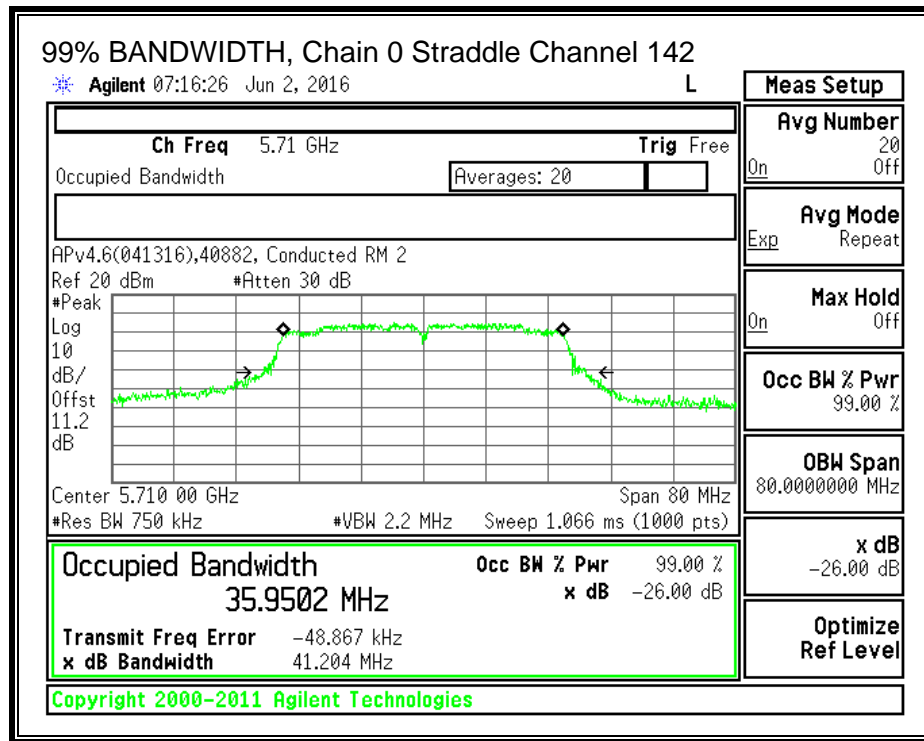 99% BANDWIDTH, Chain 0 Straddle Channel 142
Agilent 07:16:26 Jun 2, 2016 L
Ch Freq 5.71 GHz Trig Free
Occupied Bandwidth Averages: 20
APv4.6(041316),40882, Conducted RM 2
Ref 20 dBm #Atten 30 dB
#Peak
Log
10
dB/
Offst
11.2
dB
Center 5.710 00 GHz Span 80 MHz
#Res BW 750 kHz #VBW 2.2 MHz Sweep 1.066 ms (1000 pts)
Occupied Bandwidth Occ BW % Pwr 99.00 %
35.9502 MHz x dB -26.00 dB
Transmit Freq Error -48.867 kHz
x dB Bandwidth 41.204 MHz
Copyright 2000-2011 Agilent Technologies
Meas Setup
Avg Number
20
On Off
Avg Mode
Exp Repeat
Max Hold
On Off
Occ BW % Pwr
99.00 %
OBW Span
80.0000000 MHz
x dB
-26.00 dB
Optimize
Ref Level